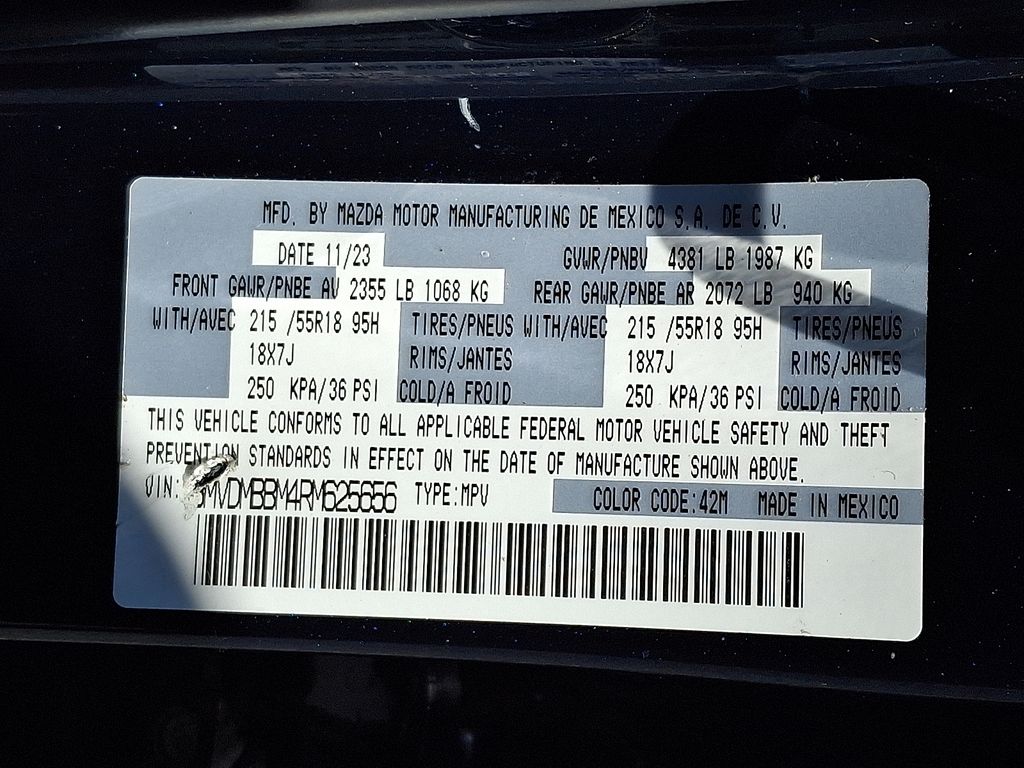 MFD. BY MAZDA MOTOR MANUFACTURING DE MEXICO S.A. DE C.V.
DATE 11/23 GVWR/PNBV 4381 LB 1987 KG
FRONT GAWR/PNBE AV 2355 LB 1068 KG REAR GAWR/PNBE AR 2072 LB 940 KG
WITH/AVEC 215 /55R18 95H TIRES/PNEUS WITH/AVEC 215 /55R18 95H TIRES/PNEUS
18X7J RIMS/JANTES 18X7J RIMS/JANTES
250 KPA/36 PSI COLD/A FROID 250 KPA/36 PSI COLD/A FROID
THIS VEHICLE CONFORMS TO ALL APPLICABLE FEDERAL MOTOR VEHICLE SAFETY AND THEFT
PREVENTION STANDARDS IN EFFECT ON THE DATE OF MANUFACTURE SHOWN ABOVE.
VIN: 3MVDMBBM4RM625656 TYPE:MPV COLOR CODE:42M MADE IN MEXICO